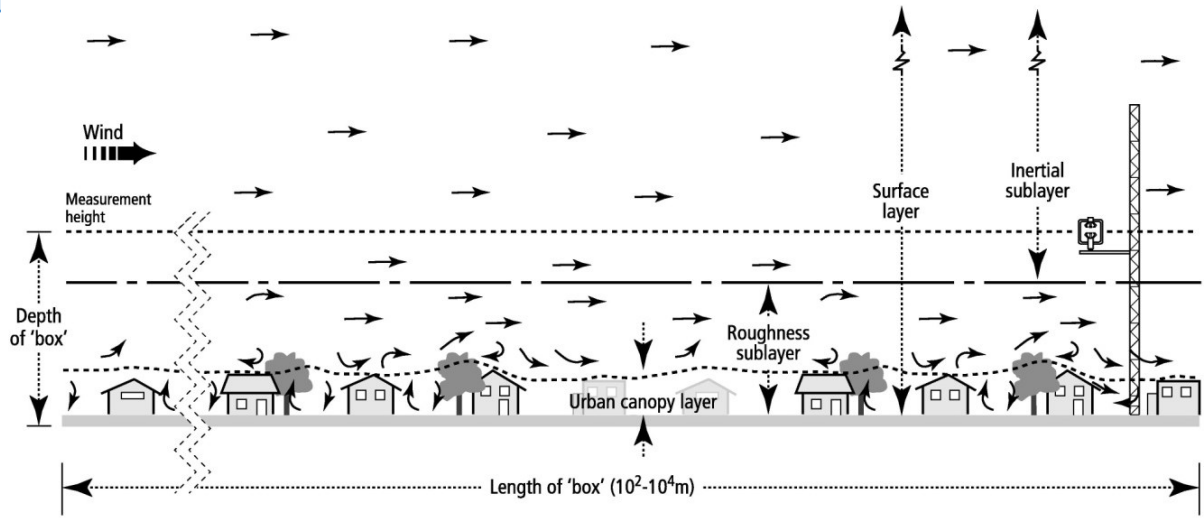 Wind
Measurement
height
Surface
layer
Inertial
sublayer
Depth
of ‘box’
Roughness
sublayer
Urban canopy layer
Length of ‘box’ (10²-10⁴m)